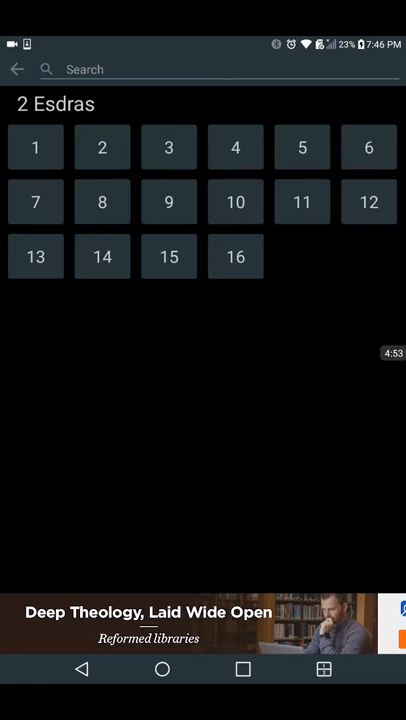 23% 7:46 PM
Search
2 Esdras
1 2 3 4 5 6
7 8 9 10 11 12
13 14 15 16
4:53
Deep Theology, Laid Wide Open
Reformed libraries